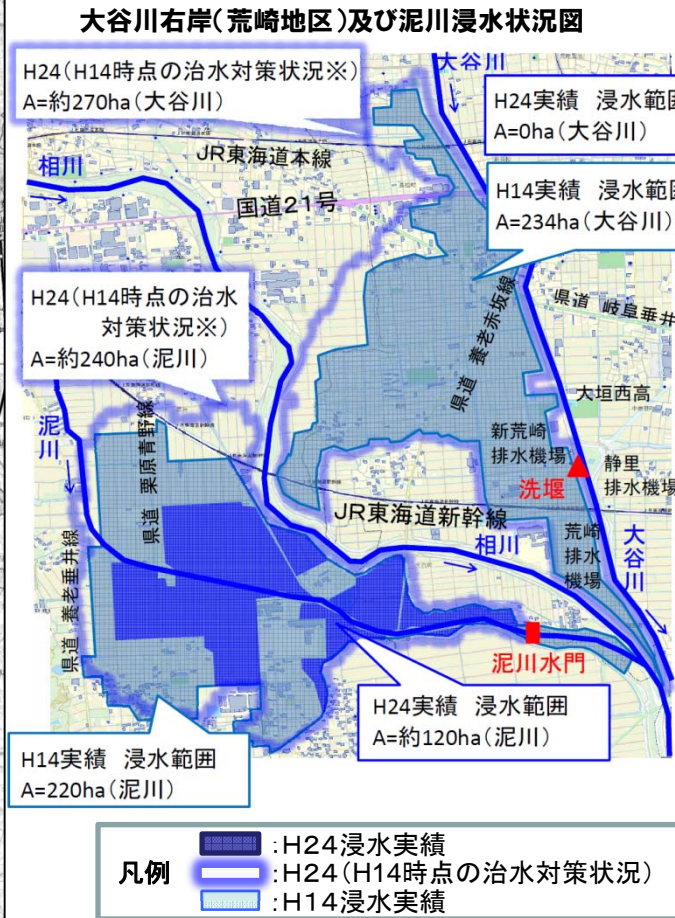 大谷川右岸（荒崎地区）及び泥川浸水状況図
H24（H14時点の治水対策状況※）
A=約270ha（大谷川）
大谷川
H24実績 浸水範囲
A=0ha（大谷川）
JR東海道本線
相川
国道21号
H14実績 浸水範囲
A=234ha（大谷川）
H24（H14時点の治水
対策状況※）
A=約240ha（泥川）
県道 養老赤坂線
県道 岐阜垂井
大垣西高
泥川
県道 栗原青野線
新荒崎
排水機場
洗堰
静里
排水機場
JR東海道新幹線
相川
荒崎
排水
機場
大谷川
県道 養老垂井線
泥川水門
H24実績 浸水範囲
A=約120ha（泥川）
H14実績 浸水範囲
A=220ha（泥川）
凡例
:H24浸水実績
:H24（H14時点の治水対策状況）
:H14浸水実績